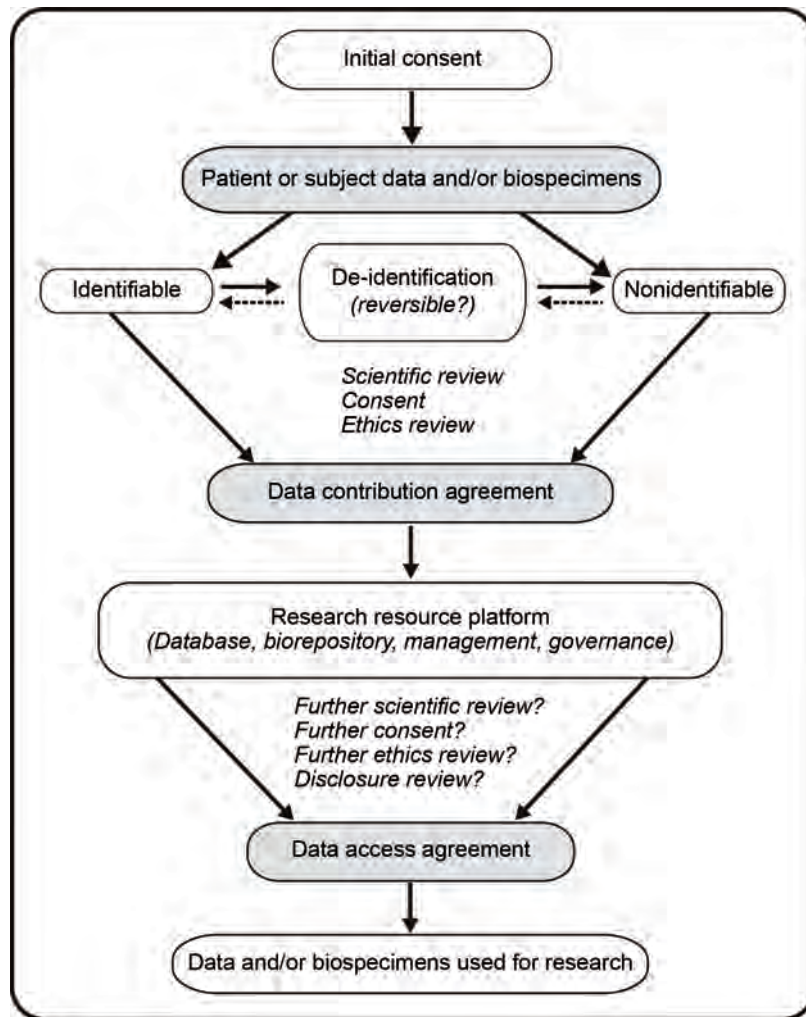 Initial consent
Patient or subject data and/or biospecimens
Identifiable
De-identification
(reversible?)
Nonidentifiable
Scientific review
Consent
Ethics review
Data contribution agreement
Research resource platform
(Database, biorepository, management, governance)
Further scientific review?
Further consent?
Further ethics review?
Disclosure review?
Data access agreement
Data and/or biospecimens used for research